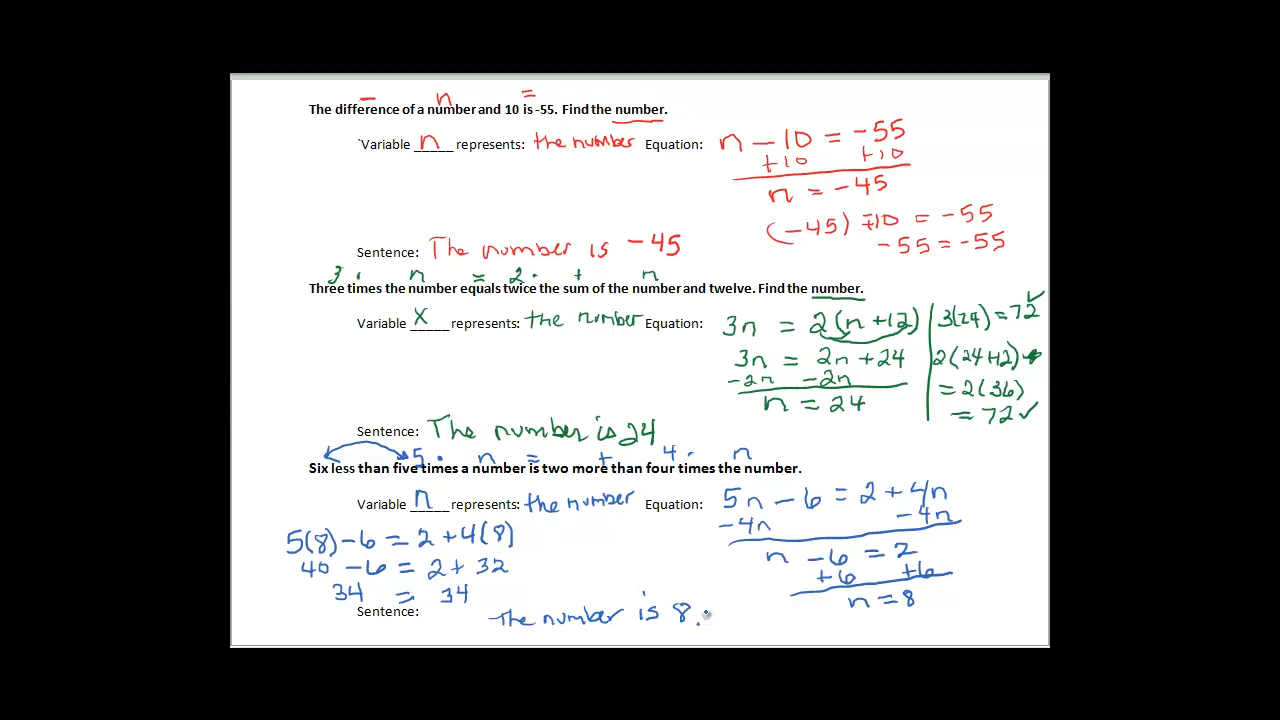 − n =
The difference of a number and 10 is -55. Find the number.
`Variable n represents: the number Equation: n − 10 = −55
+10 +10
n = −45
(−45) − 10 = −55
−55 = −55
Sentence: The number is −45
3 · n = 2 · + n
Three times the number equals twice the sum of the number and twelve. Find the number.
Variable x represents: the number Equation: 3n = 2(n + 12)
3n = 2n + 24
−2n −2n
n = 24
3(24) = 72 ✓
2(24+2)
= 2(36)
= 72 ✓
Sentence: The number is 24
5 · n = + 4 · n
Six less than five times a number is two more than four times the number.
Variable n represents: the number Equation: 5n − 6 = 2 + 4n
−4n −4n
n − 6 = 2
+6 +6
n = 8
5(8) − 6 = 2 + 4(8)
40 − 6 = 2 + 32
34 = 34
Sentence: The number is 8.